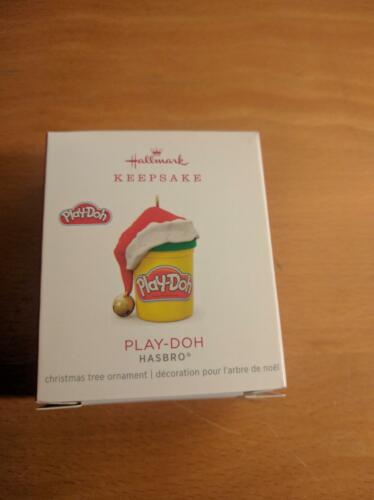 Hallmark
KEEPSAKE
Play-Doh
Play-Doh
PLAY-DOH
HASBRO®
christmas tree ornament | décoration pour l'arbre de noël